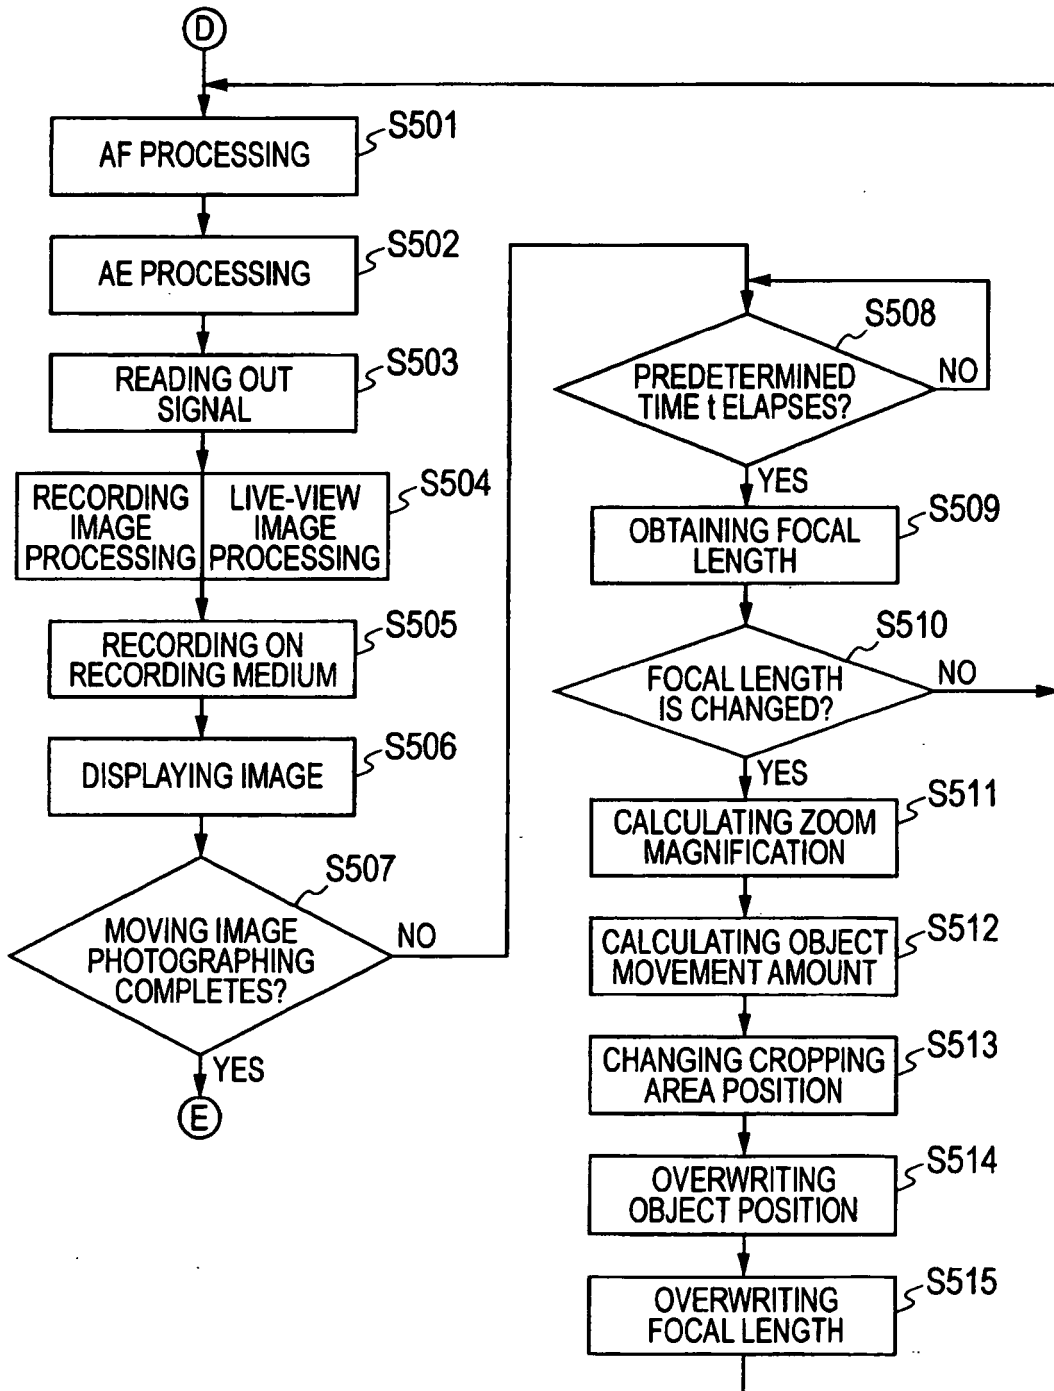 D
S501
AF PROCESSING
S502
AE PROCESSING
S503
READING OUT
SIGNAL
S504
RECORDING
IMAGE
PROCESSING
LIVE-VIEW
IMAGE
PROCESSING
S505
RECORDING ON
RECORDING MEDIUM
S506
DISPLAYING IMAGE
S507
MOVING IMAGE
PHOTOGRAPHING
COMPLETES?
NO
YES
E
S508
PREDETERMINED
TIME t ELAPSES?
NO
YES
S509
OBTAINING FOCAL
LENGTH
S510
FOCAL LENGTH
IS CHANGED?
NO
YES
S511
CALCULATING ZOOM
MAGNIFICATION
S512
CALCULATING OBJECT
MOVEMENT AMOUNT
S513
CHANGING CROPPING
AREA POSITION
S514
OVERWRITING
OBJECT POSITION
S515
OVERWRITING
FOCAL LENGTH